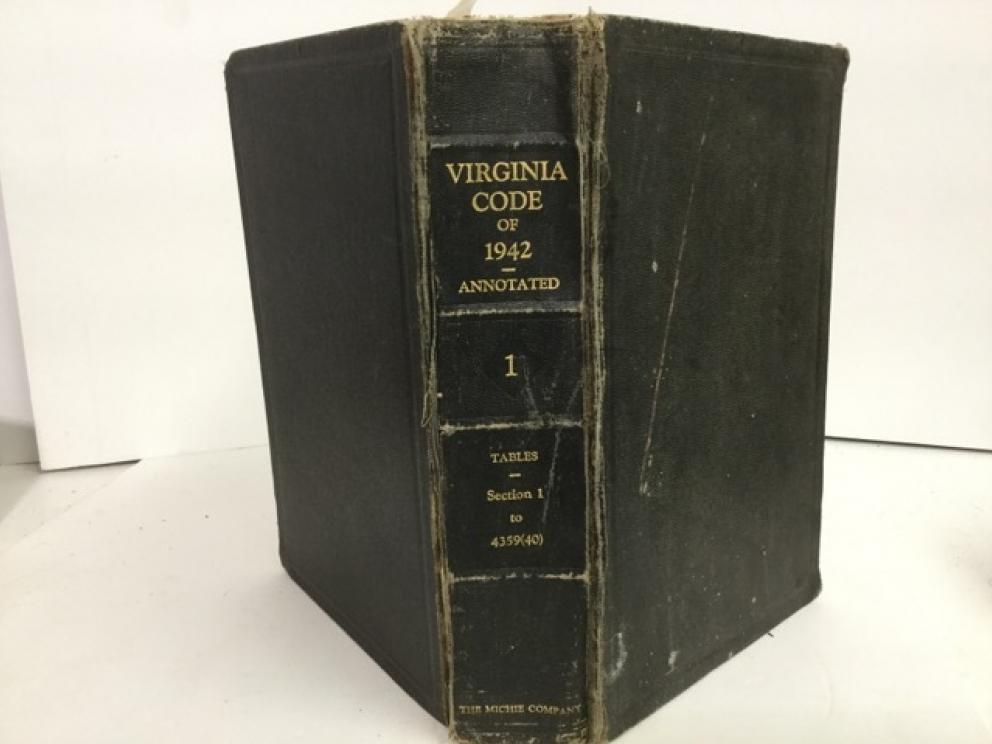 VIRGINIA
CODE
OF
1942
—
ANNOTATED
1
TABLES
—
Section 1
to
4359(40)
THE MICHIE COMPANY